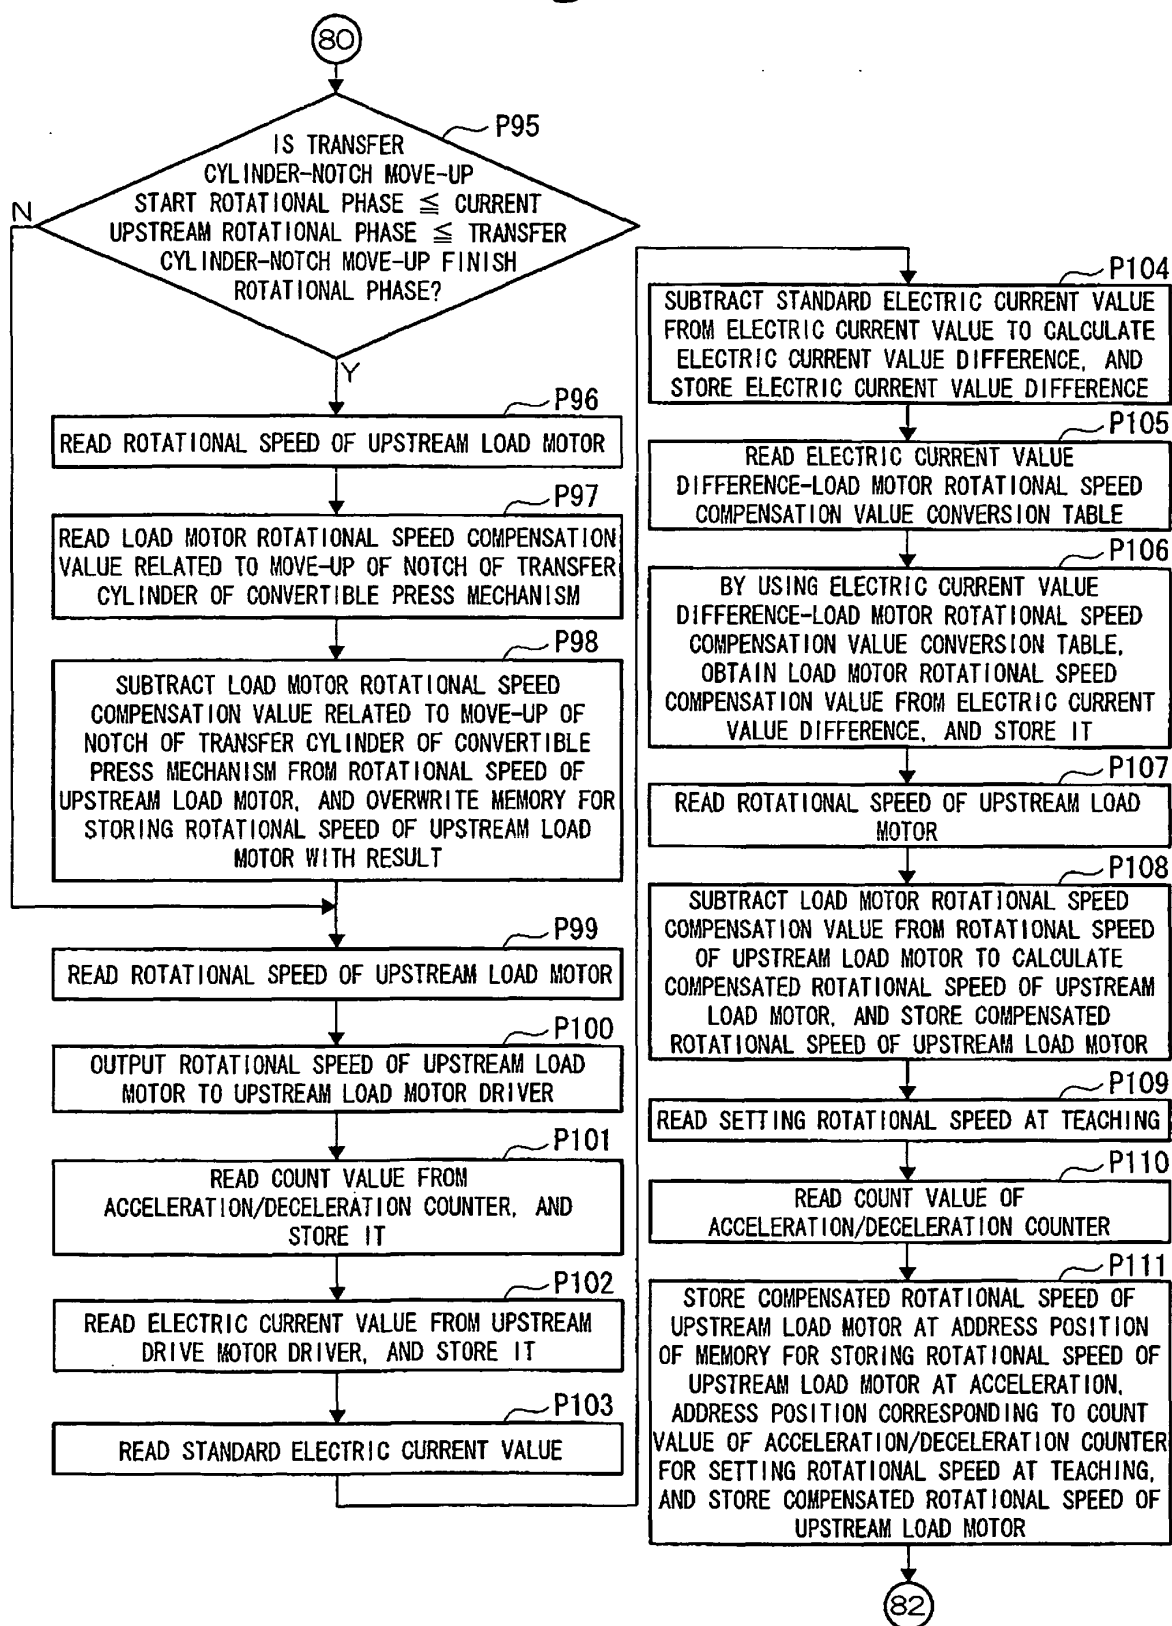 80
P95
IS TRANSFER
CYLINDER-NOTCH MOVE-UP
START ROTATIONAL PHASE ≦ CURRENT
UPSTREAM ROTATIONAL PHASE ≦ TRANSFER
CYLINDER-NOTCH MOVE-UP FINISH
ROTATIONAL PHASE?
N
Y
P96
READ ROTATIONAL SPEED OF UPSTREAM LOAD MOTOR
P97
READ LOAD MOTOR ROTATIONAL SPEED COMPENSATION
VALUE RELATED TO MOVE-UP OF NOTCH OF TRANSFER
CYLINDER OF CONVERTIBLE PRESS MECHANISM
P98
SUBTRACT LOAD MOTOR ROTATIONAL SPEED
COMPENSATION VALUE RELATED TO MOVE-UP OF
NOTCH OF TRANSFER CYLINDER OF CONVERTIBLE
PRESS MECHANISM FROM ROTATIONAL SPEED OF
UPSTREAM LOAD MOTOR, AND OVERWRITE MEMORY FOR
STORING ROTATIONAL SPEED OF UPSTREAM LOAD
MOTOR WITH RESULT
P99
READ ROTATIONAL SPEED OF UPSTREAM LOAD MOTOR
P100
OUTPUT ROTATIONAL SPEED OF UPSTREAM LOAD
MOTOR TO UPSTREAM LOAD MOTOR DRIVER
P101
READ COUNT VALUE FROM
ACCELERATION/DECELERATION COUNTER, AND
STORE IT
P102
READ ELECTRIC CURRENT VALUE FROM UPSTREAM
DRIVE MOTOR DRIVER, AND STORE IT
P103
READ STANDARD ELECTRIC CURRENT VALUE
P104
SUBTRACT STANDARD ELECTRIC CURRENT VALUE
FROM ELECTRIC CURRENT VALUE TO CALCULATE
ELECTRIC CURRENT VALUE DIFFERENCE, AND
STORE ELECTRIC CURRENT VALUE DIFFERENCE
P105
READ ELECTRIC CURRENT VALUE
DIFFERENCE-LOAD MOTOR ROTATIONAL SPEED
COMPENSATION VALUE CONVERSION TABLE
P106
BY USING ELECTRIC CURRENT VALUE
DIFFERENCE-LOAD MOTOR ROTATIONAL SPEED
COMPENSATION VALUE CONVERSION TABLE,
OBTAIN LOAD MOTOR ROTATIONAL SPEED
COMPENSATION VALUE FROM ELECTRIC CURRENT
VALUE DIFFERENCE, AND STORE IT
P107
READ ROTATIONAL SPEED OF UPSTREAM LOAD
MOTOR
P108
SUBTRACT LOAD MOTOR ROTATIONAL SPEED
COMPENSATION VALUE FROM ROTATIONAL SPEED
OF UPSTREAM LOAD MOTOR TO CALCULATE
COMPENSATED ROTATIONAL SPEED OF UPSTREAM
LOAD MOTOR, AND STORE COMPENSATED
ROTATIONAL SPEED OF UPSTREAM LOAD MOTOR
P109
READ SETTING ROTATIONAL SPEED AT TEACHING
P110
READ COUNT VALUE OF
ACCELERATION/DECELERATION COUNTER
P111
STORE COMPENSATED ROTATIONAL SPEED OF
UPSTREAM LOAD MOTOR AT ADDRESS POSITION
OF MEMORY FOR STORING ROTATIONAL SPEED OF
UPSTREAM LOAD MOTOR AT ACCELERATION,
ADDRESS POSITION CORRESPONDING TO COUNT
VALUE OF ACCELERATION/DECELERATION COUNTER
FOR SETTING ROTATIONAL SPEED AT TEACHING,
AND STORE COMPENSATED ROTATIONAL SPEED OF
UPSTREAM LOAD MOTOR
82